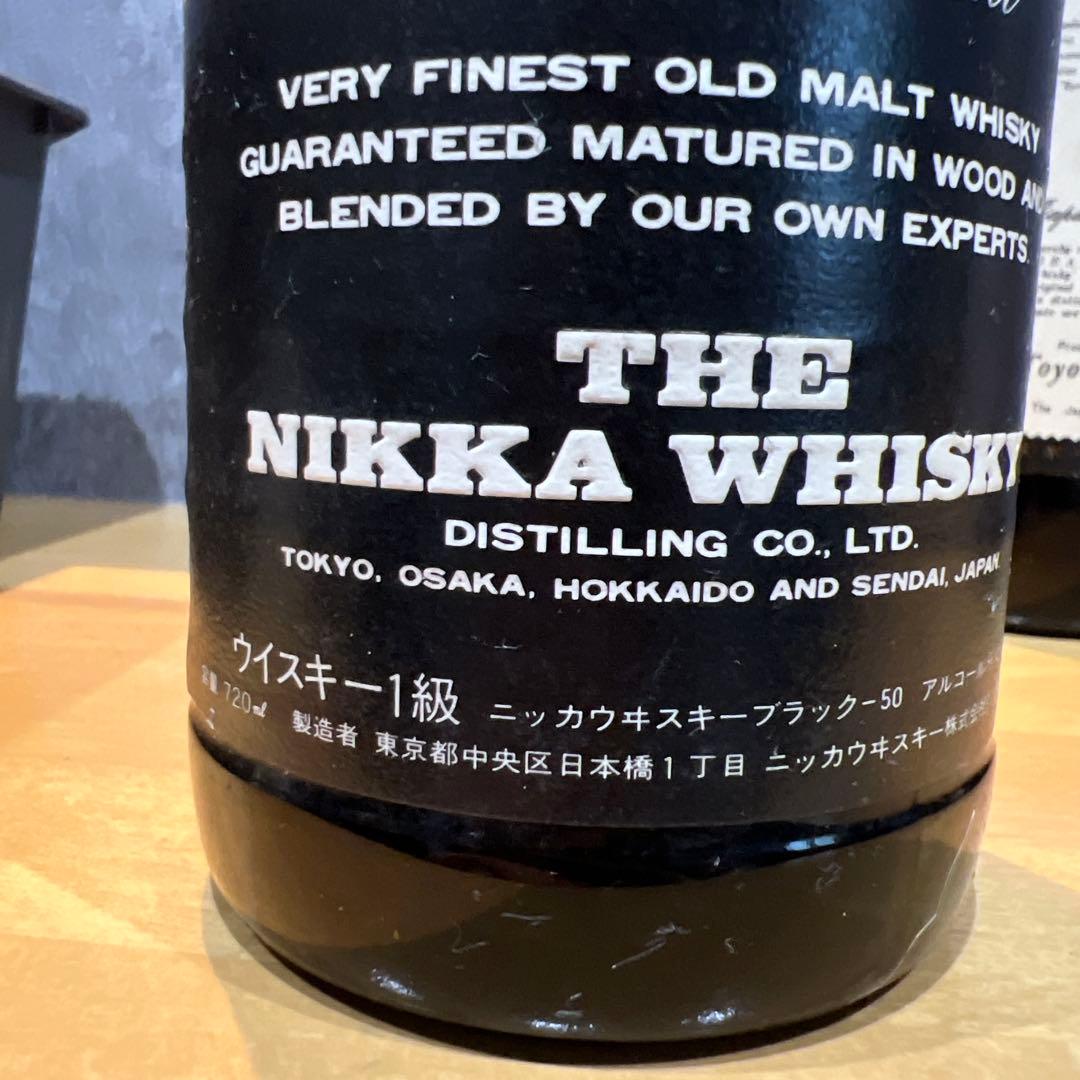 VERY FINEST OLD MALT WHISKY
GUARANTEED MATURED IN WOOD AND
BLENDED BY OUR OWN EXPERTS.
THE
NIKKA WHISKY
DISTILLING CO., LTD.
TOKYO, OSAKA, HOKKAIDO AND SENDAI, JAPAN.
ウイスキー1級 ニッカウヰスキーブラック-50 アルコール
容量 720ml 製造者 東京都中央区日本橋1丁目 ニッカウヰスキー株式会社